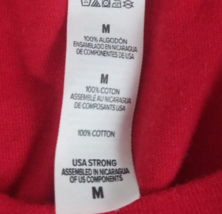 M
100% ALGODÓN
ENSAMBLADO EN NICARAGUA
DE COMPONENTES DE USA
M
100% COTON
ASSEMBLÉ AU NICARAGUA
DE COMPOSANTS USA
M
100% COTTON
USA STRONG
ASSEMBLED IN NICARAGUA
OF US COMPONENTS
M